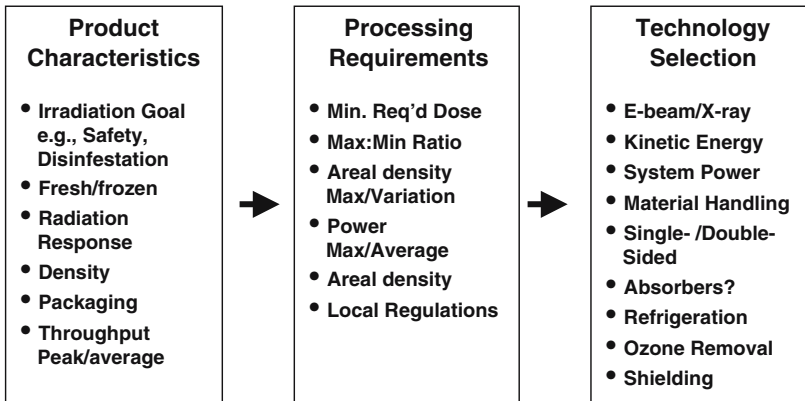 Product
Characteristics
• Irradiation Goal
e.g., Safety,
Disinfestation
• Fresh/frozen
• Radiation
Response
• Density
• Packaging
• Throughput
Peak/average
Processing
Requirements
• Min. Req'd Dose
• Max:Min Ratio
• Areal density
Max/Variation
• Power
Max/Average
• Areal density
• Local Regulations
Technology
Selection
• E-beam/X-ray
• Kinetic Energy
• System Power
• Material Handling
• Single- /Double-
Sided
• Absorbers?
• Refrigeration
• Ozone Removal
• Shielding